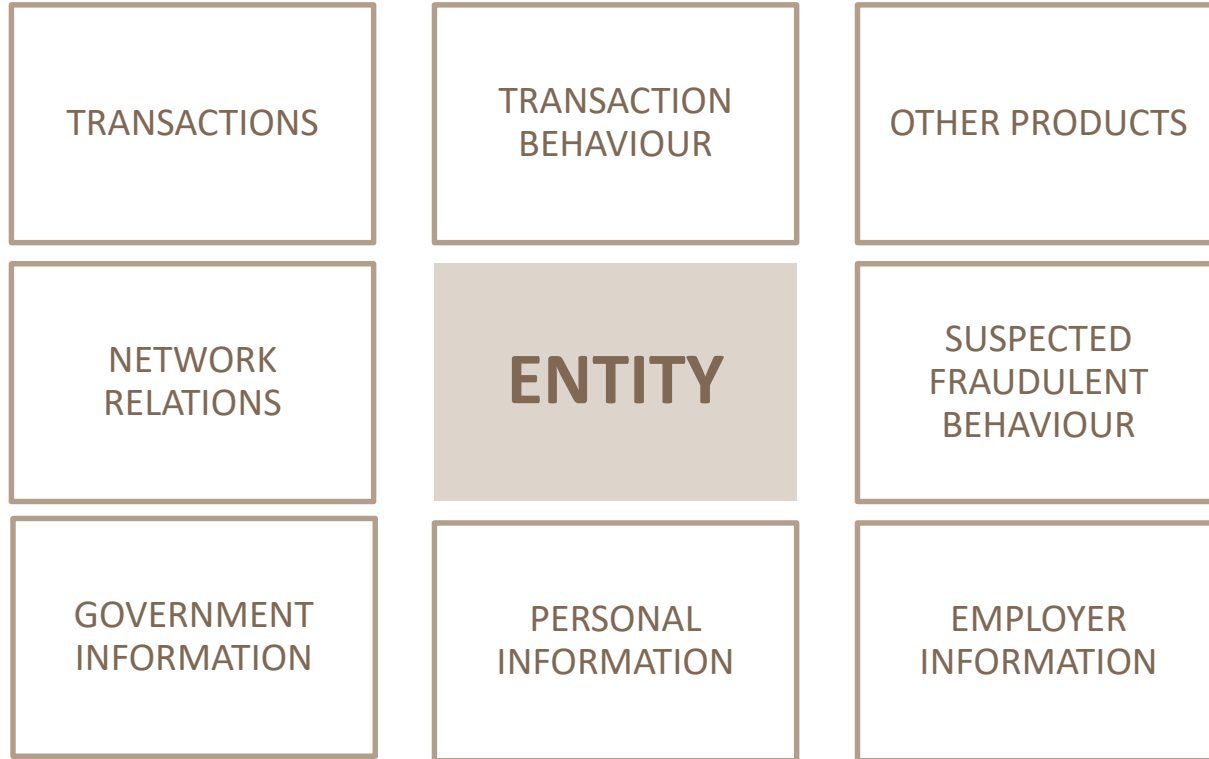 TRANSACTIONS
TRANSACTION
BEHAVIOUR
OTHER PRODUCTS
NETWORK
RELATIONS
ENTITY
SUSPECTED
FRAUDULENT
BEHAVIOUR
GOVERNMENT
INFORMATION
PERSONAL
INFORMATION
EMPLOYER
INFORMATION